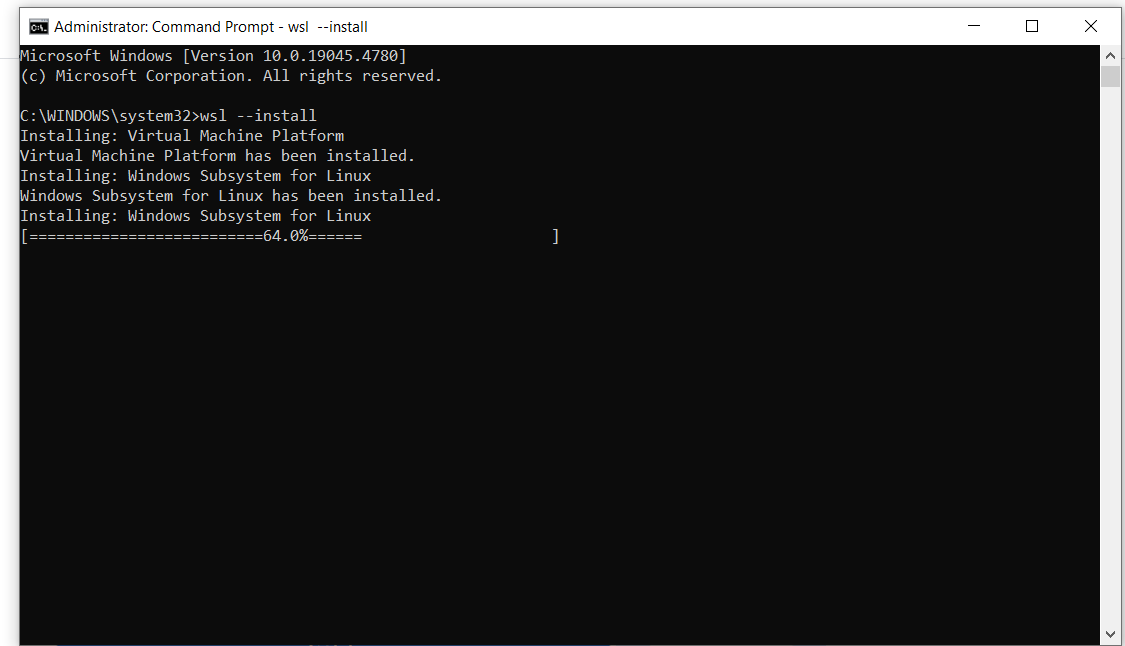 Administrator: Command Prompt - wsl  --install
Microsoft Windows [Version 10.0.19045.4780]
(c) Microsoft Corporation. All rights reserved.
C:\WINDOWS\system32>wsl --install
Installing: Virtual Machine Platform
Virtual Machine Platform has been installed.
Installing: Windows Subsystem for Linux
Windows Subsystem for Linux has been installed.
Installing: Windows Subsystem for Linux
[==========================64.0%======                     ]